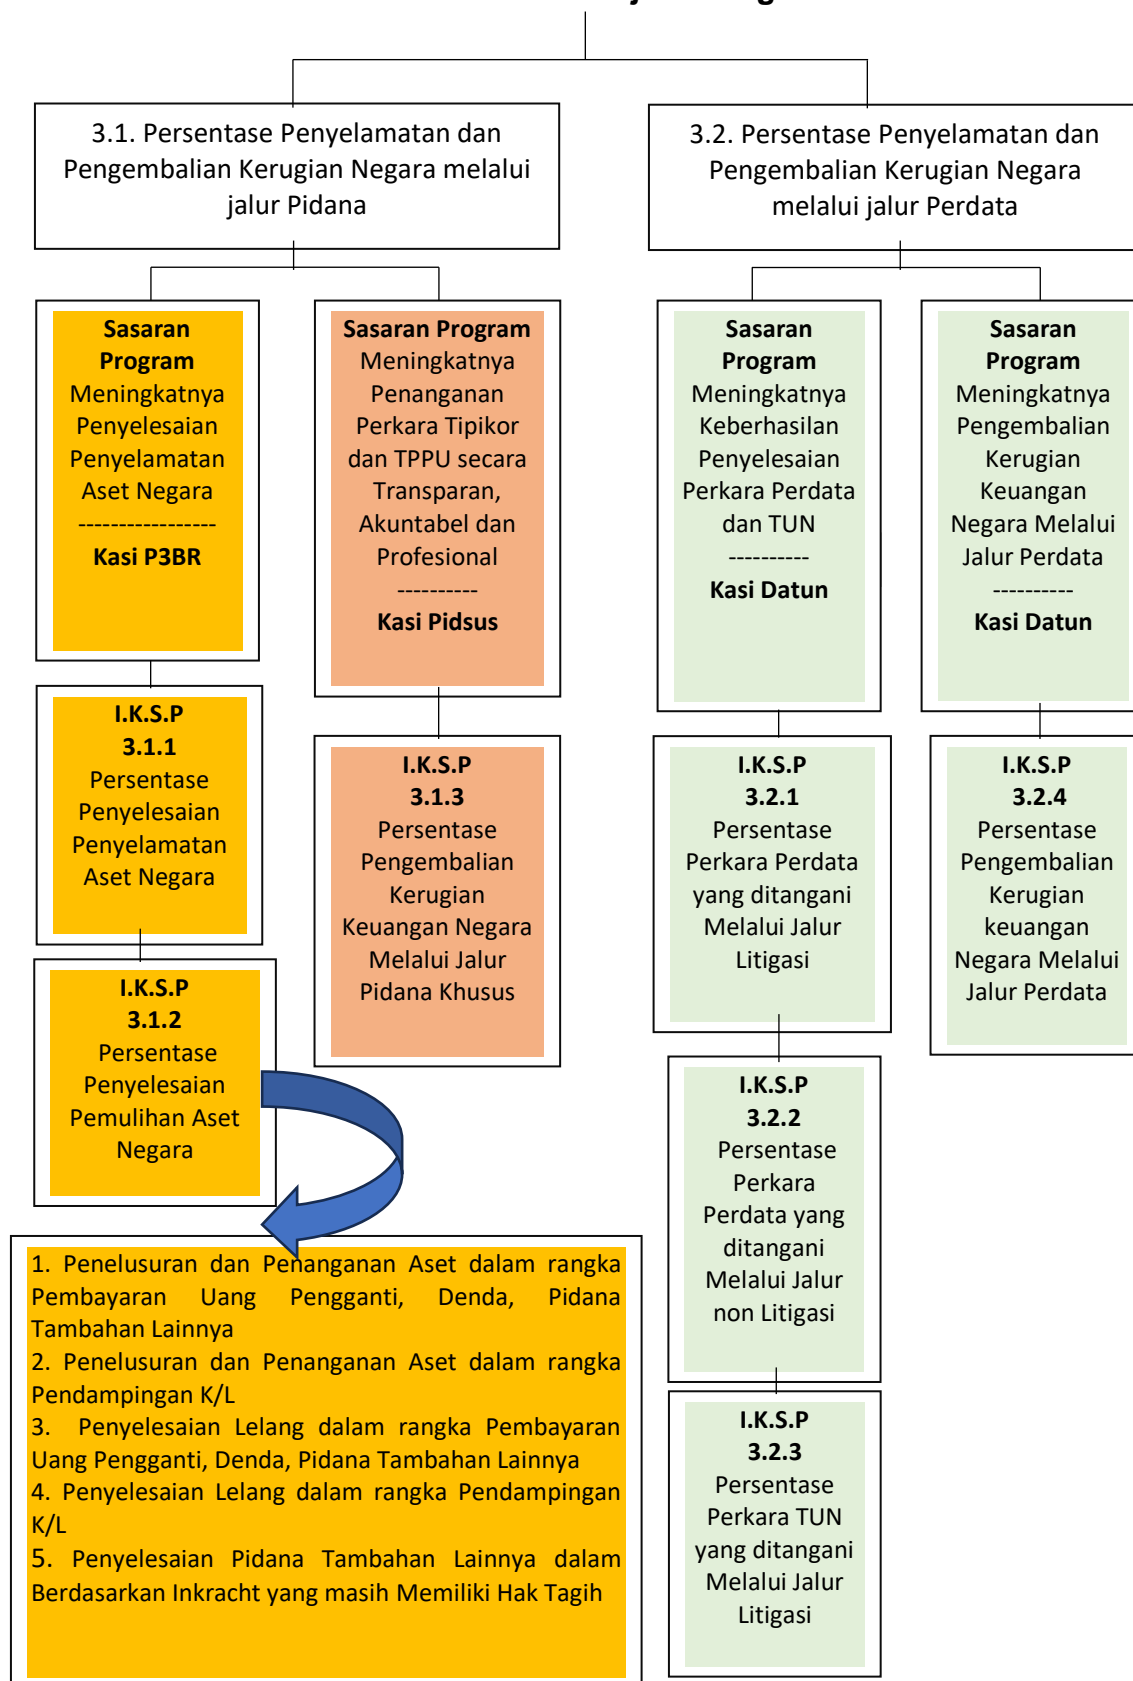 3.1. Persentase Penyelamatan dan
Pengembalian Kerugian Negara melalui
jalur Pidana
3.2. Persentase Penyelamatan dan
Pengembalian Kerugian Negara
melalui jalur Perdata
Sasaran
Program
Meningkatnya
Penyelesaian
Penyelamatan
Aset Negara
-----------------
Kasi P3BR
Sasaran Program
Meningkatnya
Penanganan
Perkara Tipikor
dan TPPU secara
Transparan,
Akuntabel dan
Profesional
----------
Kasi Pidsus
Sasaran
Program
Meningkatnya
Keberhasilan
Penyelesaian
Perkara Perdata
dan TUN
----------
Kasi Datun
Sasaran
Program
Meningkatnya
Pengembalian
Kerugian
Keuangan
Negara Melalui
Jalur Perdata
----------
Kasi Datun
I.K.S.P
3.1.1
Persentase
Penyelesaian
Penyelamatan
Aset Negara
I.K.S.P
3.1.2
Persentase
Penyelesaian
Pemulihan Aset
Negara
I.K.S.P
3.1.3
Persentase
Pengembalian
Kerugian
Keuangan Negara
Melalui Jalur
Pidana Khusus
I.K.S.P
3.2.1
Persentase
Perkara Perdata
yang ditangani
Melalui Jalur
Litigasi
I.K.S.P
3.2.4
Persentase
Pengembalian
Kerugian
keuangan
Negara Melalui
Jalur Perdata
I.K.S.P
3.2.2
Persentase
Perkara
Perdata yang
ditangani
Melalui Jalur
non Litigasi
I.K.S.P
3.2.3
Persentase
Perkara TUN
yang ditangani
Melalui Jalur
Litigasi
1. Penelusuran dan Penanganan Aset dalam rangka
Pembayaran Uang Pengganti, Denda, Pidana
Tambahan Lainnya
2. Penelusuran dan Penanganan Aset dalam rangka
Pendampingan K/L
3. Penyelesaian Lelang dalam rangka Pembayaran
Uang Pengganti, Denda, Pidana Tambahan Lainnya
4. Penyelesaian Lelang dalam rangka Pendampingan
K/L
5. Penyelesaian Pidana Tambahan Lainnya dalam
Berdasarkan Inkracht yang masih Memiliki Hak Tagih